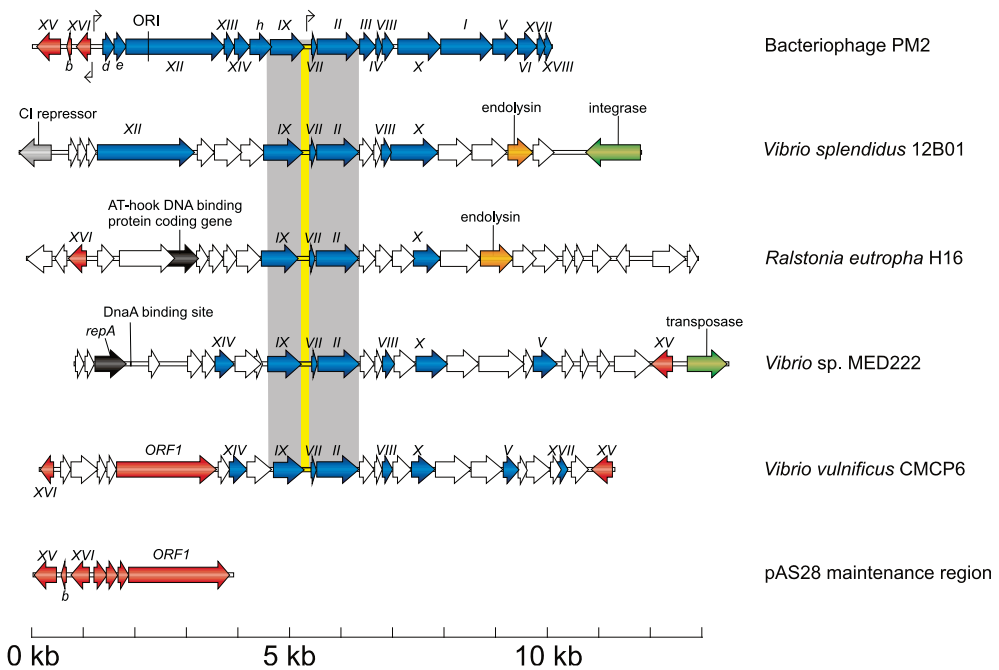 XV XVI ORI XIII h IX II III VIII I V XVII
Bacteriophage PM2
b d e XII XIV VII IV X VI XVIII
CI repressor XII IX VII II VIII X endolysin integrase
Vibrio splendidus 12B01
AT-hook DNA binding
protein coding gene
XVI IX VII II X endolysin
Ralstonia eutropha H16
DnaA binding site
repA XIV IX VII II VIII X V XV transposase
Vibrio sp. MED222
ORF1 XIV IX VII II VIII X V XVII XV
XVI
Vibrio vulnificus CMCP6
XV XVI ORF1
b
pAS28 maintenance region
0 kb 5 kb 10 kb